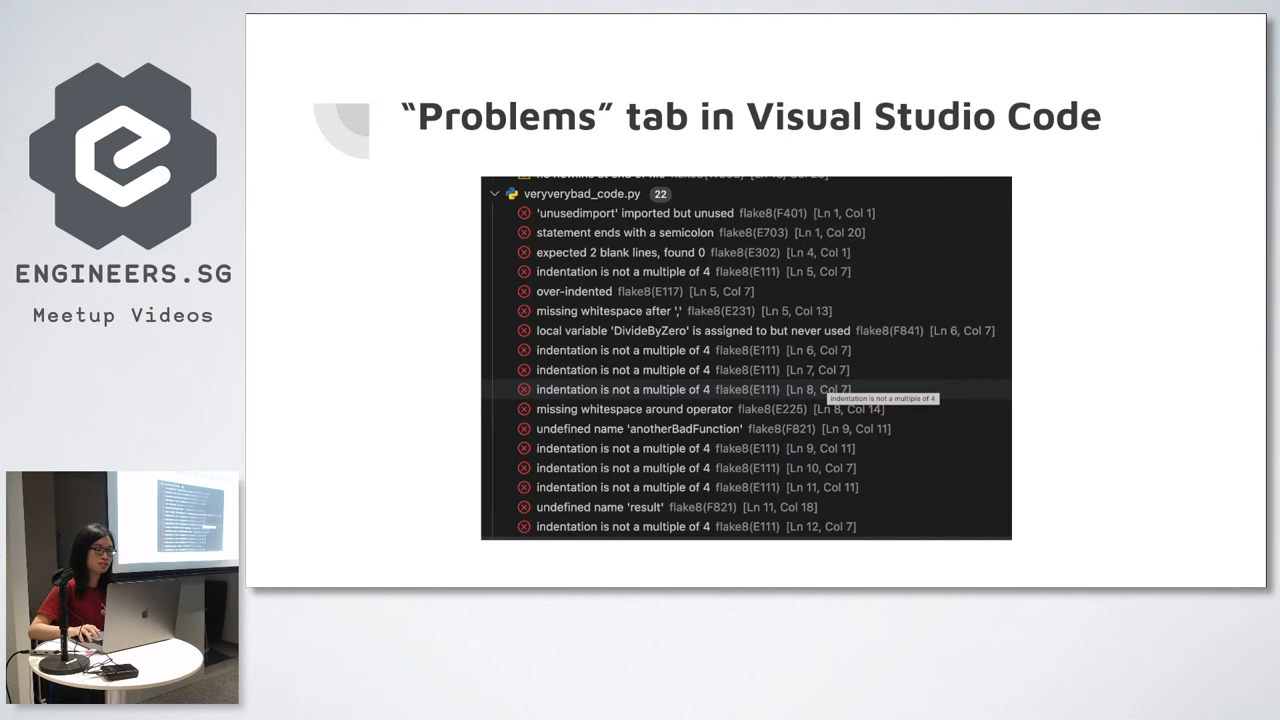 ENGINEERS.SG
Meetup Videos
“Problems” tab in Visual Studio Code
veryverybad_code.py 22
'unusedimport' imported but unused flake8(F401) [Ln 1, Col 1]
statement ends with a semicolon flake8(E703) [Ln 1, Col 20]
expected 2 blank lines, found 0 flake8(E302) [Ln 4, Col 1]
indentation is not a multiple of 4 flake8(E111) [Ln 5, Col 7]
over-indented flake8(E117) [Ln 5, Col 7]
missing whitespace after ',' flake8(E231) [Ln 5, Col 13]
local variable 'DivideByZero' is assigned to but never used flake8(F841) [Ln 6, Col 7]
indentation is not a multiple of 4 flake8(E111) [Ln 6, Col 7]
indentation is not a multiple of 4 flake8(E111) [Ln 7, Col 7]
indentation is not a multiple of 4 flake8(E111) [Ln 8, Col 7]
indentation is not a multiple of 4
missing whitespace around operator flake8(E225) [Ln 8, Col 14]
undefined name 'anotherBadFunction' flake8(F821) [Ln 9, Col 11]
indentation is not a multiple of 4 flake8(E111) [Ln 9, Col 11]
indentation is not a multiple of 4 flake8(E111) [Ln 10, Col 7]
indentation is not a multiple of 4 flake8(E111) [Ln 11, Col 11]
undefined name 'result' flake8(F821) [Ln 11, Col 18]
indentation is not a multiple of 4 flake8(E111) [Ln 12, Col 7]